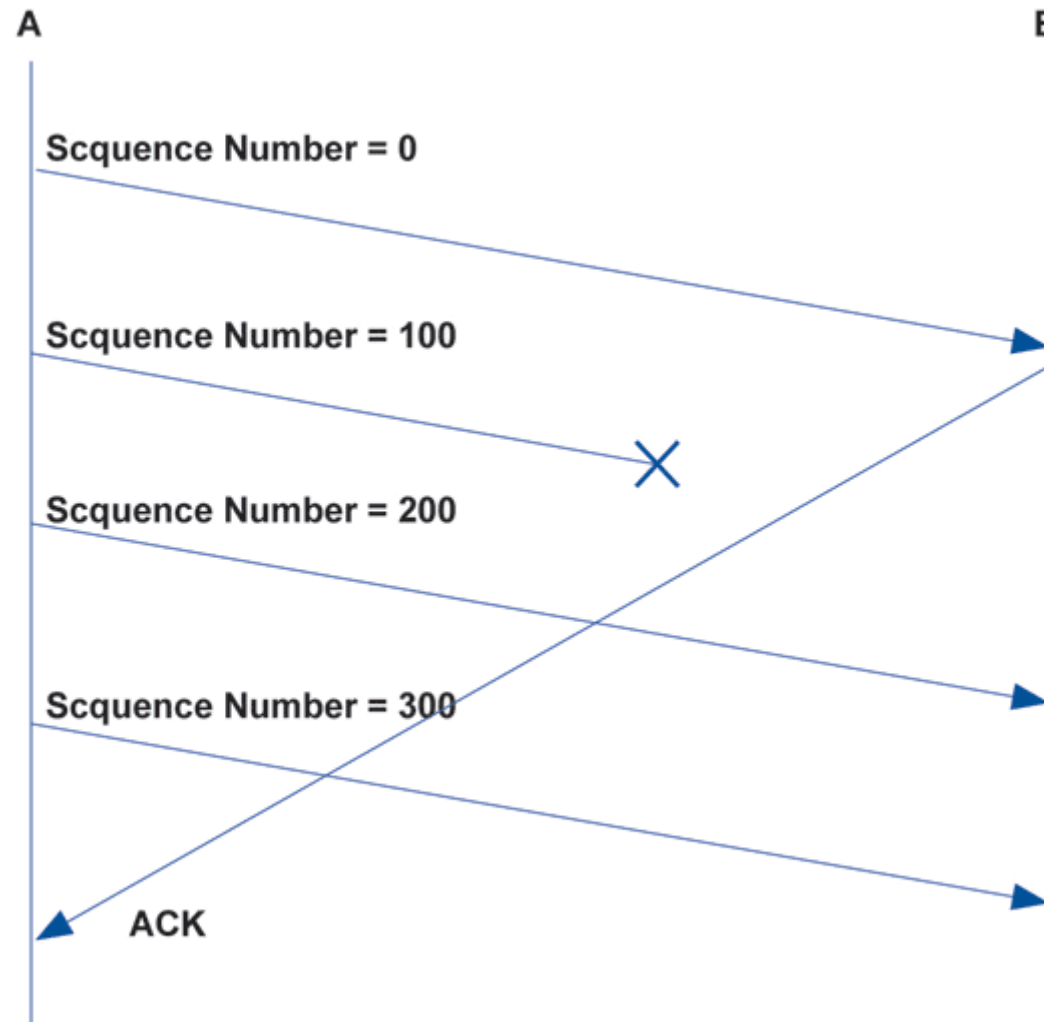 A
Scquence Number = 0
Scquence Number = 100
Scquence Number = 200
Scquence Number = 300
ACK